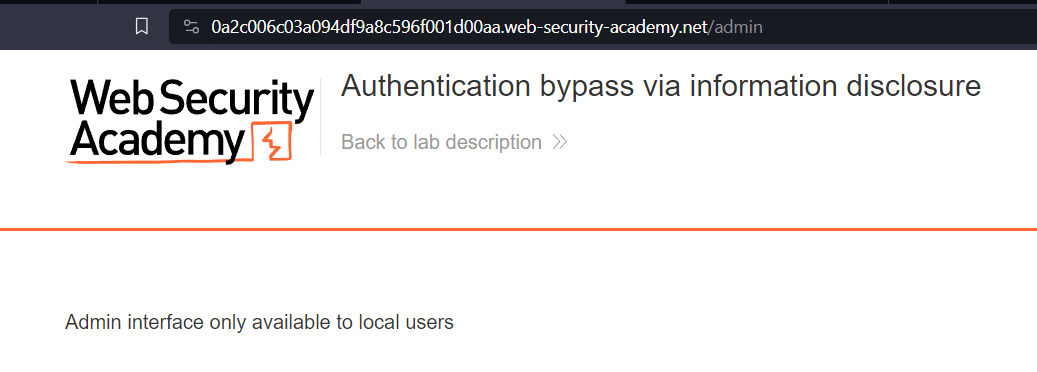 0a2c006c03a094df9a8c596f1d00aa.web-security-academy.net/admin
Web Security
Academy
Authentication bypass via information disclosure
Back to lab description
Admin interface only available to local users